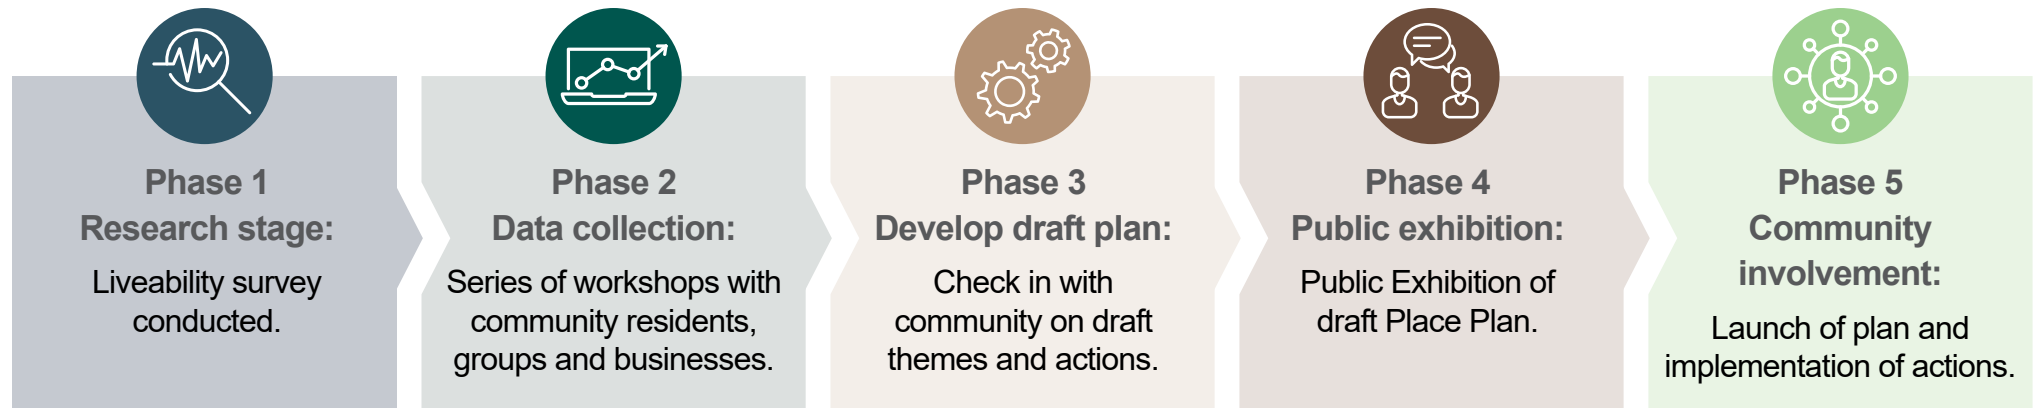 Phase 1
Research stage:
Liveability survey
conducted.
Phase 2
Data collection:
Series of workshops with
community residents,
groups and businesses.
Phase 3
Develop draft plan:
Check in with
community on draft
themes and actions.
Phase 4
Public exhibition:
Public Exhibition of
draft Place Plan.
Phase 5
Community
involvement:
Launch of plan and
implementation of actions.